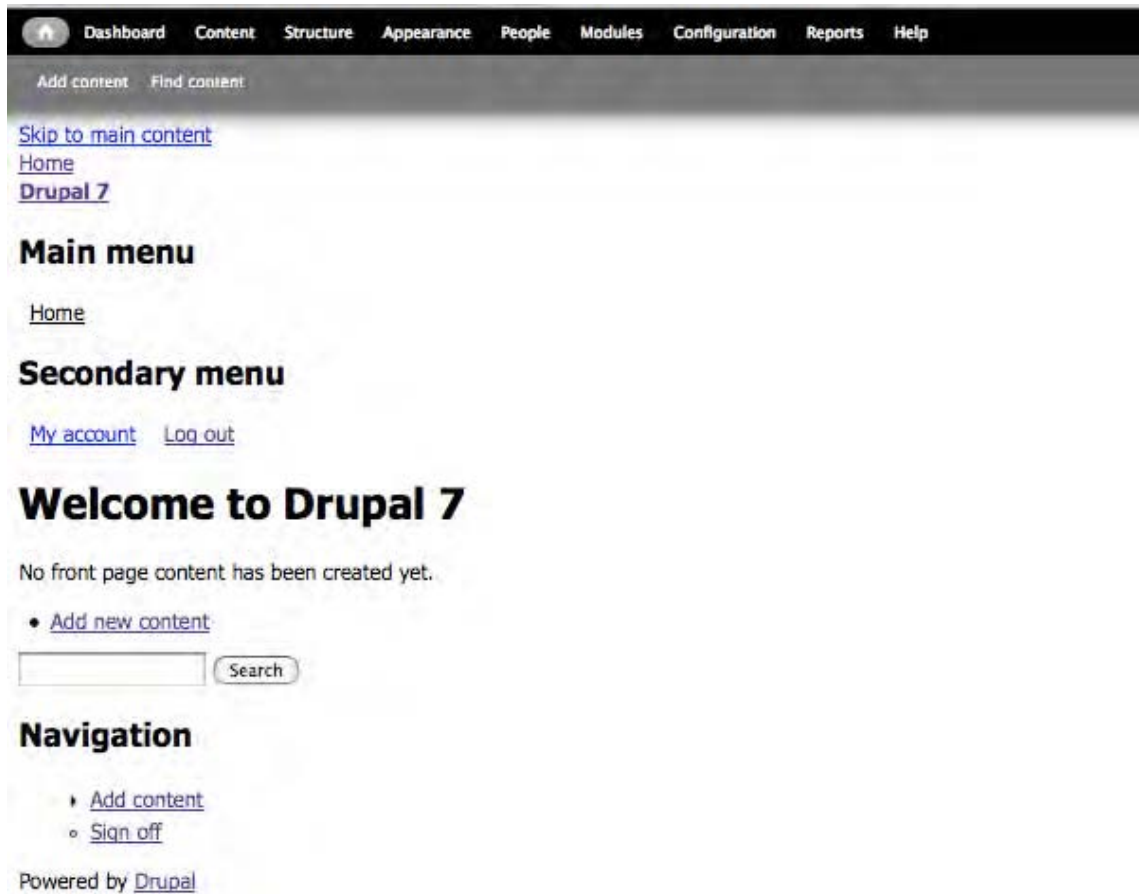 Dashboard Content Structure Appearance People Modules Configuration Reports Help
Add content Find content
Skip to main content
Home
Drupal 7
Main menu
Home
Secondary menu
My account Log out
Welcome to Drupal 7
No front page content has been created yet.
Add new content
Search
Navigation
Add content
Sign off
Powered by Drupal